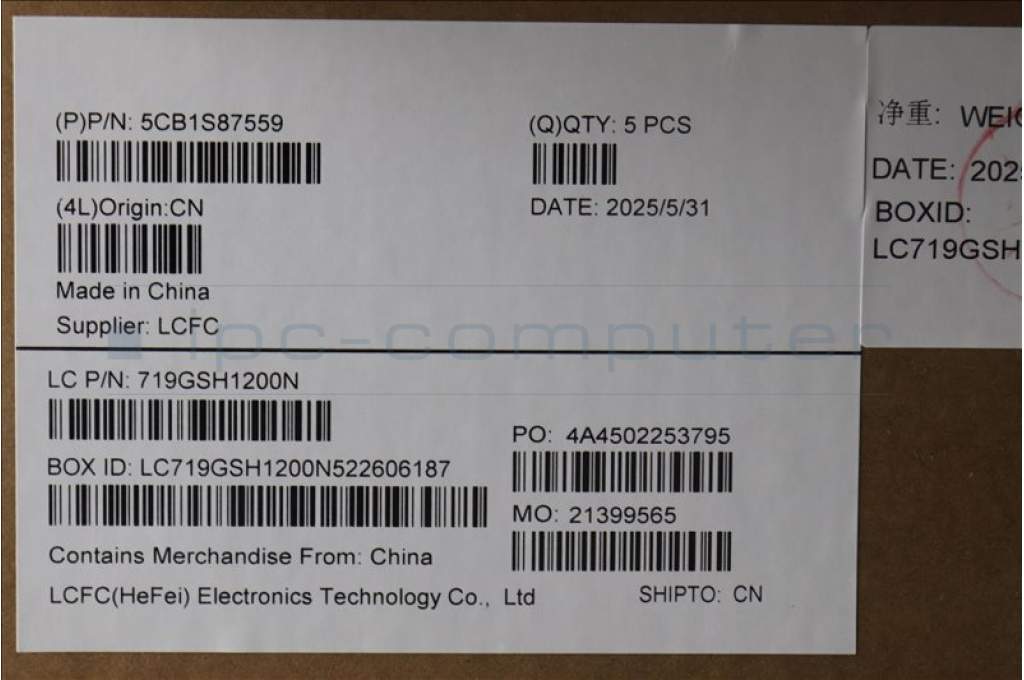 (P)P/N: 5CB1S87559
(Q)QTY: 5 PCS
(4L)Origin:CN
DATE: 2025/5/31
Made in China
Supplier: LCFC
LC P/N: 719GSH1200N
PO: 4A4502253795
BOX ID: LC719GSH1200N522606187
MO: 21399565
Contains Merchandise From: China
LCFC(HeFei) Electronics Technology Co., Ltd
SHIPTO: CN
净重:
DATE: 202
BOXID:
LC719GSH
ipc-computer